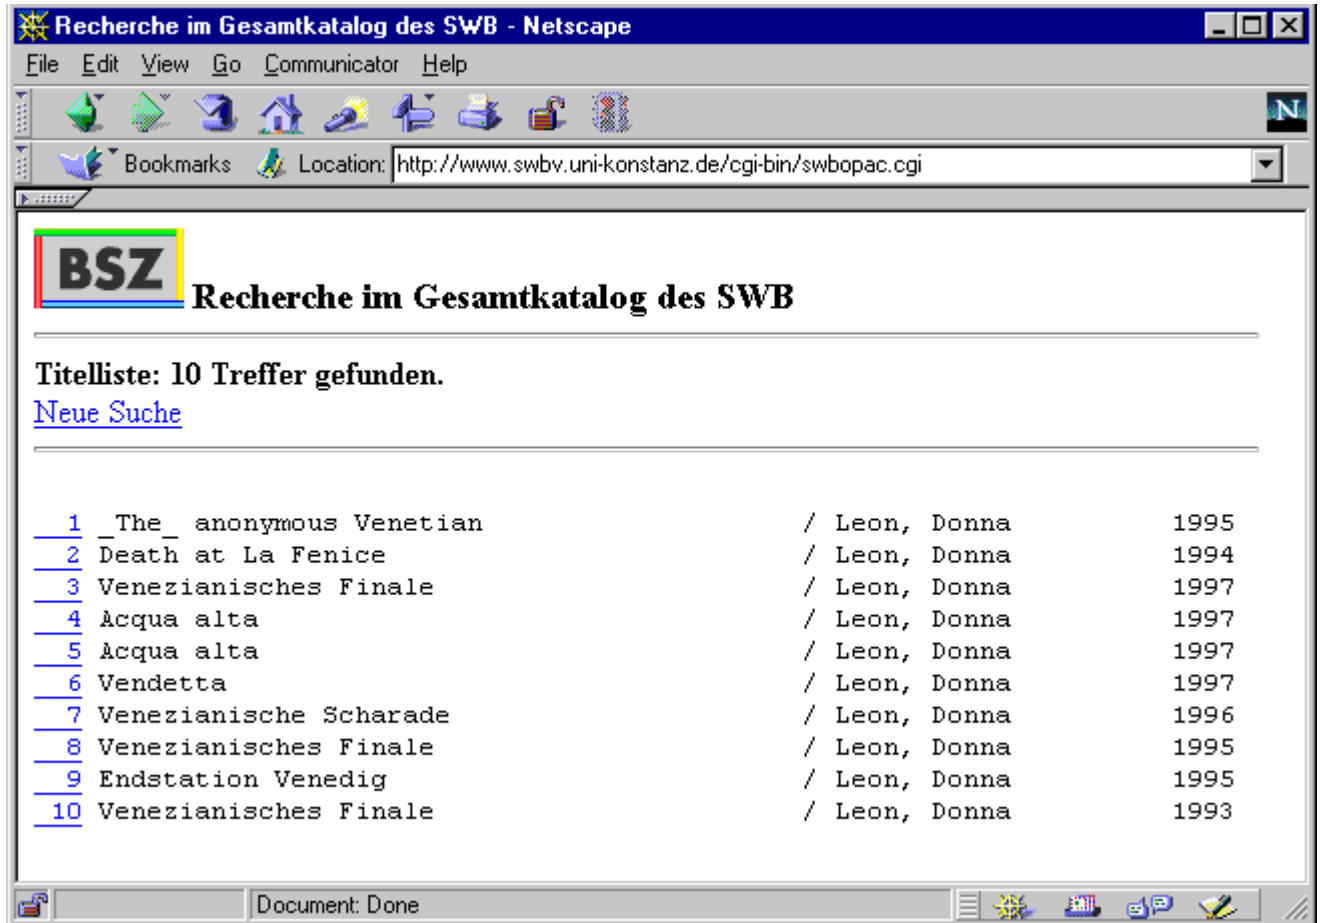 Recherche im Gesamtkatalog des SWB - Netscape
File Edit View Go Communicator Help
N
Bookmarks Location: http://www.swbv.uni-konstanz.de/cgi-bin/swbopac.cgi
BSZ Recherche im Gesamtkatalog des SWB
Titelliste: 10 Treffer gefunden.
Neue Suche
1 _The_ anonymous Venetian / Leon, Donna 1995
2 Death at La Fenice / Leon, Donna 1994
3 Venezianisches Finale / Leon, Donna 1997
4 Acqua alta / Leon, Donna 1997
5 Acqua alta / Leon, Donna 1997
6 Vendetta / Leon, Donna 1997
7 Venezianische Scharade / Leon, Donna 1996
8 Venezianisches Finale / Leon, Donna 1995
9 Endstation Venedig / Leon, Donna 1995
10 Venezianisches Finale / Leon, Donna 1993
Document: Done